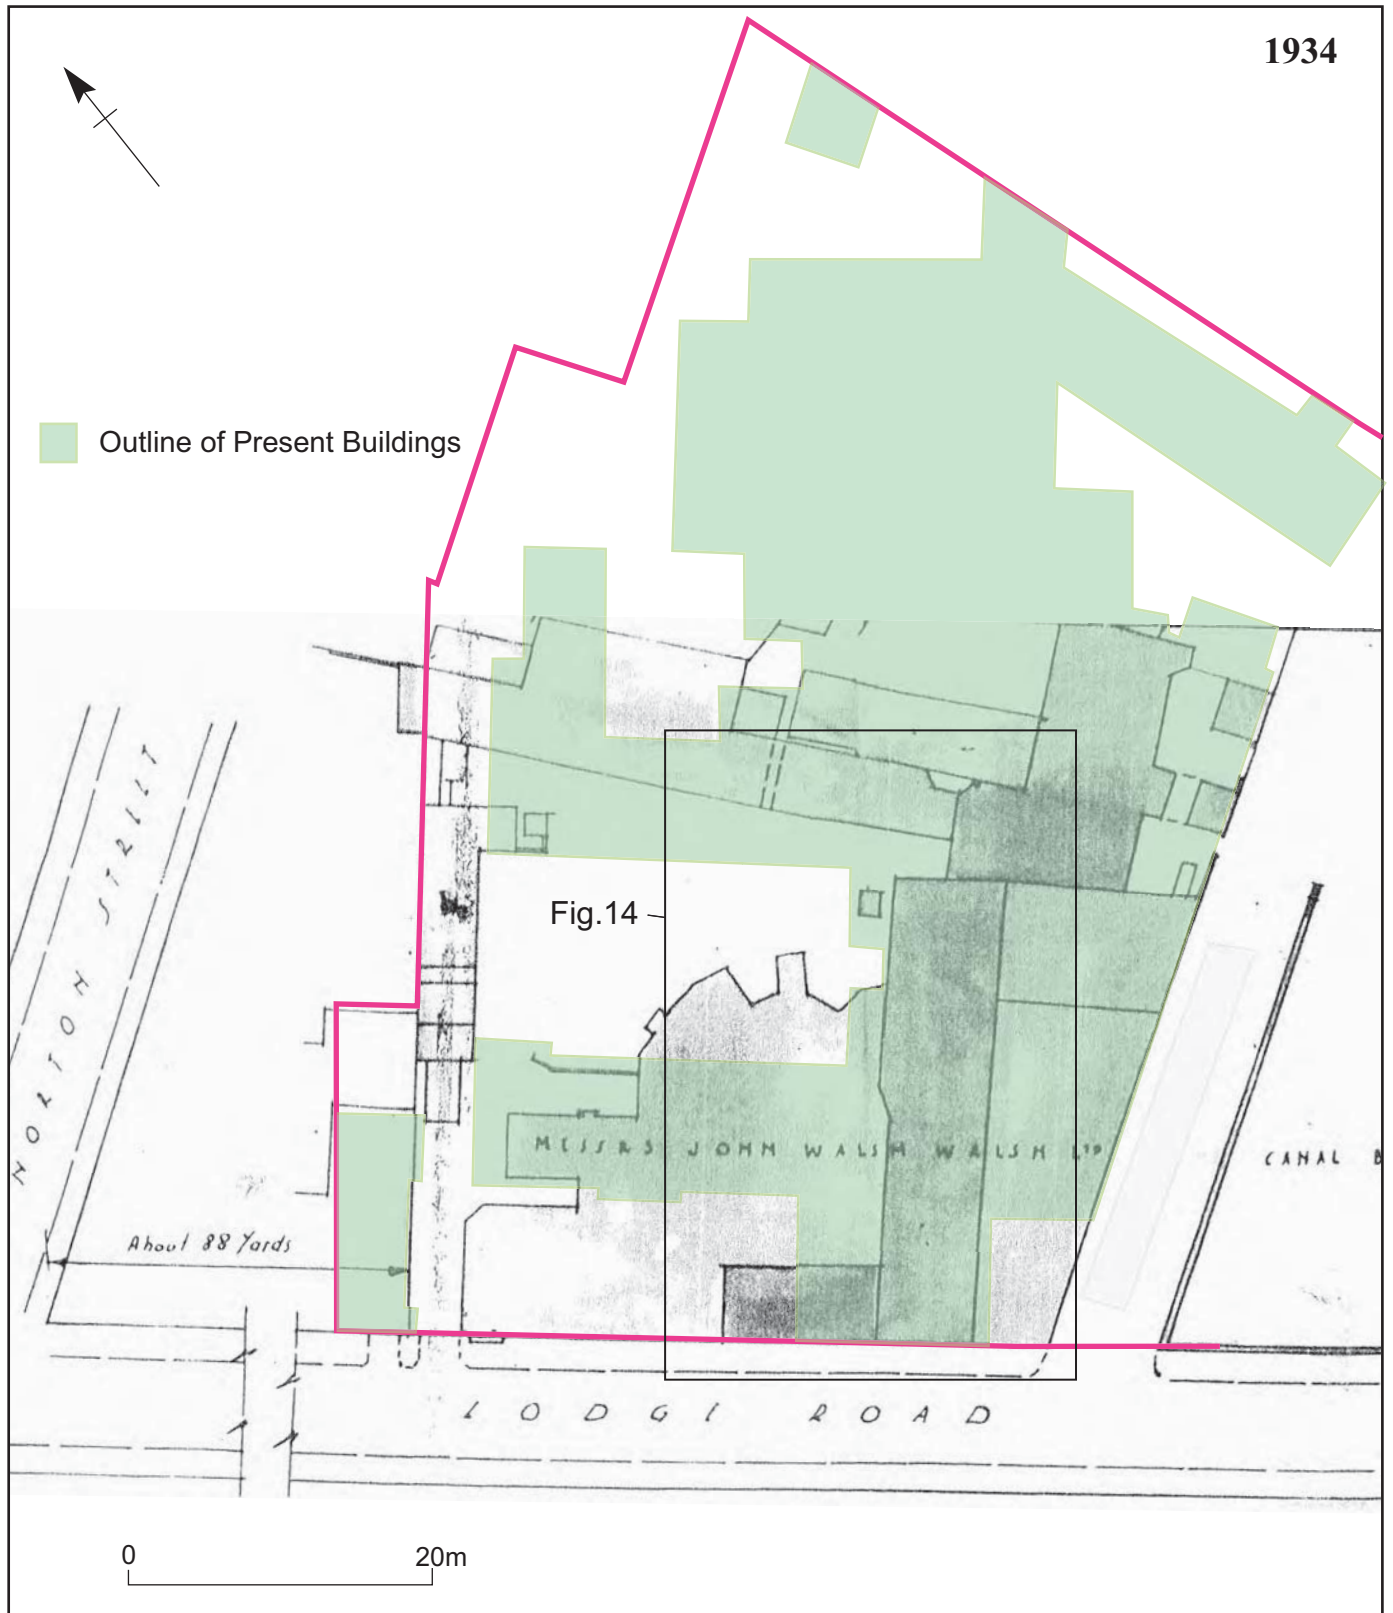 1934
Outline of Present Buildings
Fig.14
NORTON STREET
MESSRS JOHN WALSH WALSH LTD
CANAL B
About 88 Yards
LODGE ROAD
0 20m